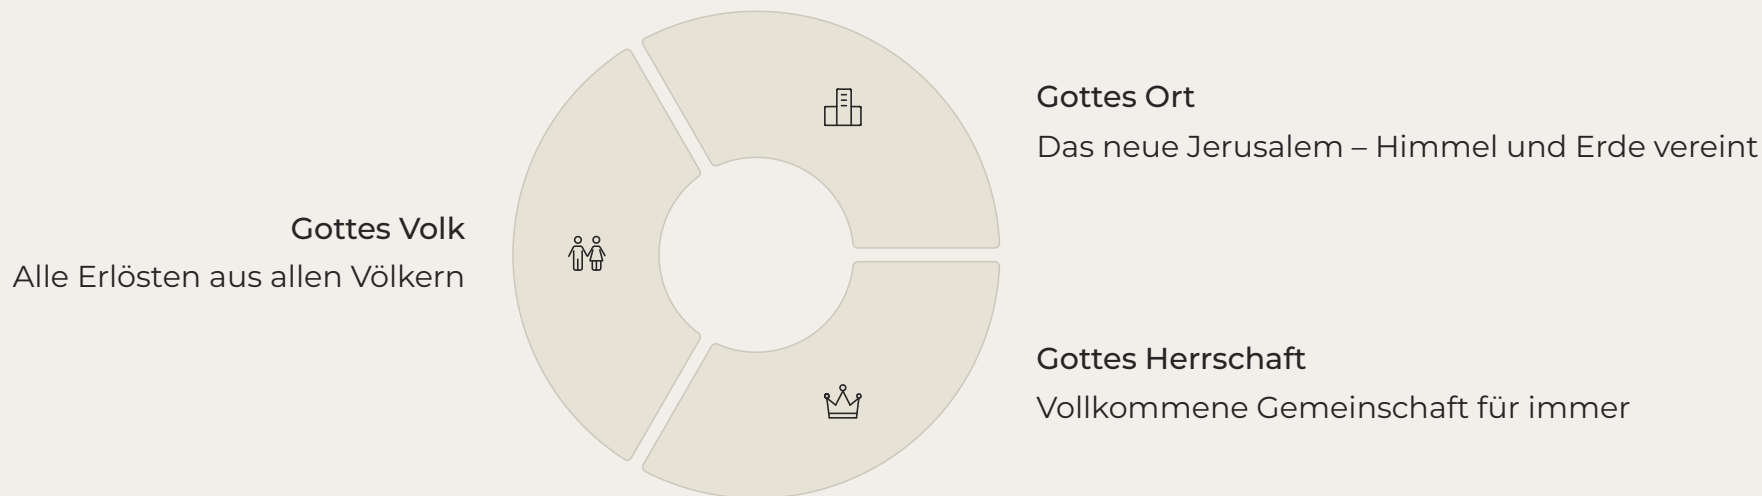 Gottes Ort
Das neue Jerusalem – Himmel und Erde vereint
Gottes Volk
Alle Erlösten aus allen Völkern
Gottes Herrschaft
Vollkommene Gemeinschaft für immer